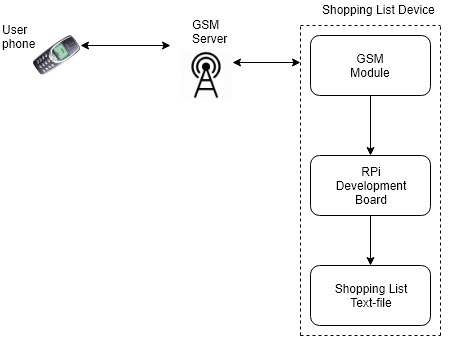 User
phone
GSM
Server
Shopping List Device
GSM
Module
RPi
Development
Board
Shopping List
Text-file